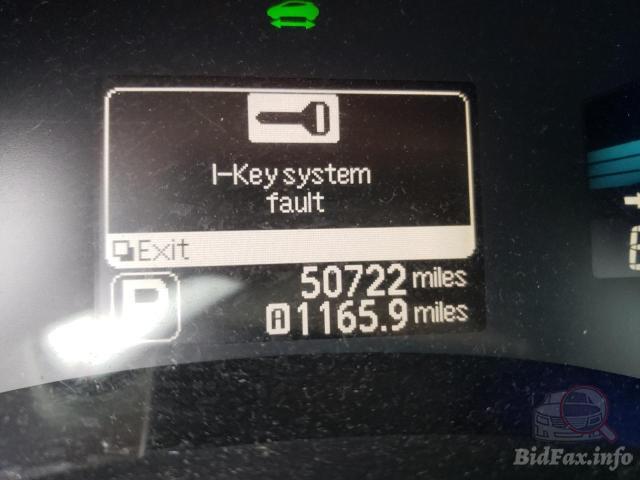 I-Key system
fault
Exit
50722 miles
P
A 1165.9 miles
BidFax.info